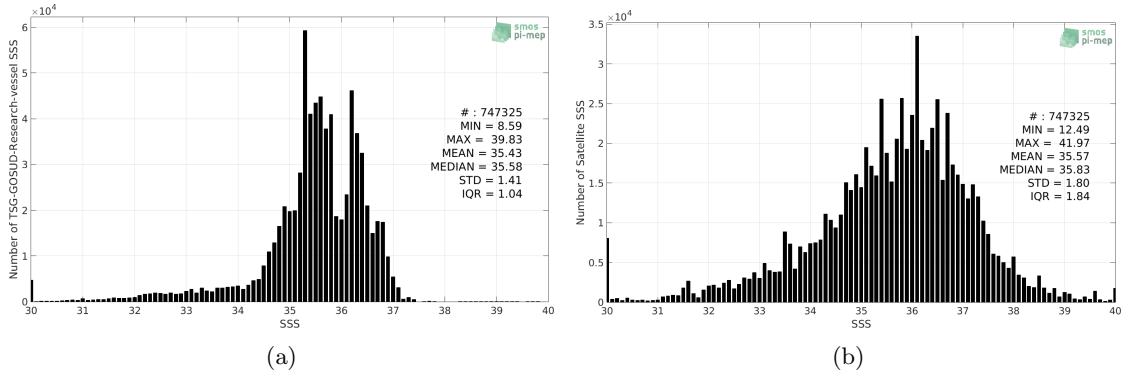 ×10⁴
6
5
4
3
2
1
0
Number of TSG-GOSUD-Research-vessel SSS
30 31 32 33 34 35 36 37 38 39 40
SSS
smos
pi-mep
# : 747325
MIN = 8.59
MAX = 39.83
MEAN = 35.43
MEDIAN = 35.58
STD = 1.41
IQR = 1.04
(a)
×10⁴
3.5
3
2.5
2
1.5
1
0.5
0
Number of Satellite SSS
30 31 32 33 34 35 36 37 38 39 40
SSS
smos
pi-mep
# : 747325
MIN = 12.49
MAX = 41.97
MEAN = 35.57
MEDIAN = 35.83
STD = 1.80
IQR = 1.84
(b)